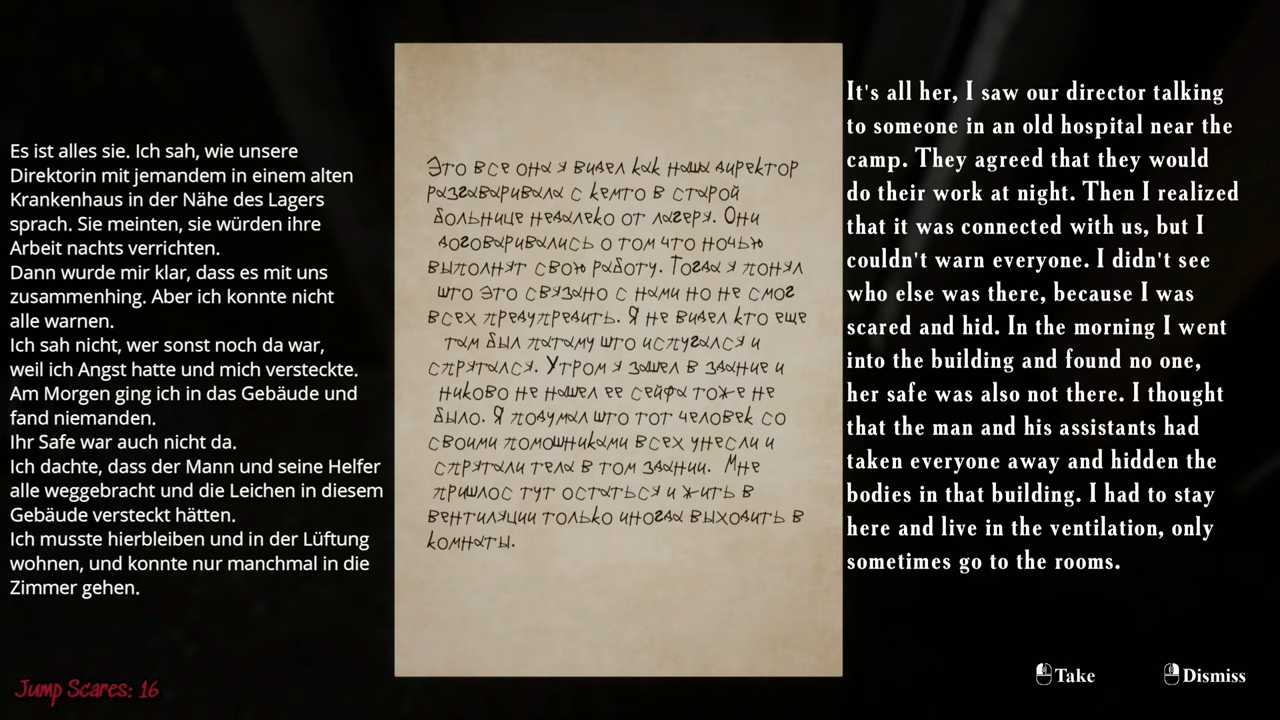 Es ist alles sie. Ich sah, wie unsere
Direktorin mit jemandem in einem alten
Krankenhaus in der Nähe des Lagers
sprach. Sie meinten, sie würden ihre
Arbeit nachts verrichten.
Dann wurde mir klar, dass es mit uns
zusammenhing. Aber ich konnte nicht
alle warnen.
Ich sah nicht, wer sonst noch da war,
weil ich Angst hatte und mich versteckte.
Am Morgen ging ich in das Gebäude und
fand niemanden.
Ihr Safe war auch nicht da.
Ich dachte, dass der Mann und seine Helfer
alle weggebracht und die Leichen in diesem
Gebäude versteckt hätten.
Ich musste hierbleiben und in der Lüftung
wohnen, und konnte nur manchmal in die
Zimmer gehen.
Это все она я видел как наша директор
разгаваривала с кемто в старой
больнице недалеко от лагеря. Они
договаривались о том что ночью
выполнят свою работу. Тогда я понял
што это связано с нами но не смог
всех предупредить. Я не видел кто еще
там был патаму што испугался и
спрятался. Утром я зашел в здание и
никово не нашел ее сейфа тоже не
было. Я подумал што тот человек со
своими помошниками всех унесли и
спрятали тела в том здании. Мне
пришлос тут остаться и жить в
вентиляции только иногда выходить в
комнаты.
It's all her, I saw our director talking
to someone in an old hospital near the
camp. They agreed that they would
do their work at night. Then I realized
that it was connected with us, but I
couldn't warn everyone. I didn't see
who else was there, because I was
scared and hid. In the morning I went
into the building and found no one,
her safe was also not there. I thought
that the man and his assistants had
taken everyone away and hidden the
bodies in that building. I had to stay
here and live in the ventilation, only
sometimes go to the rooms.
Take
Dismiss
Jump Scares: 16